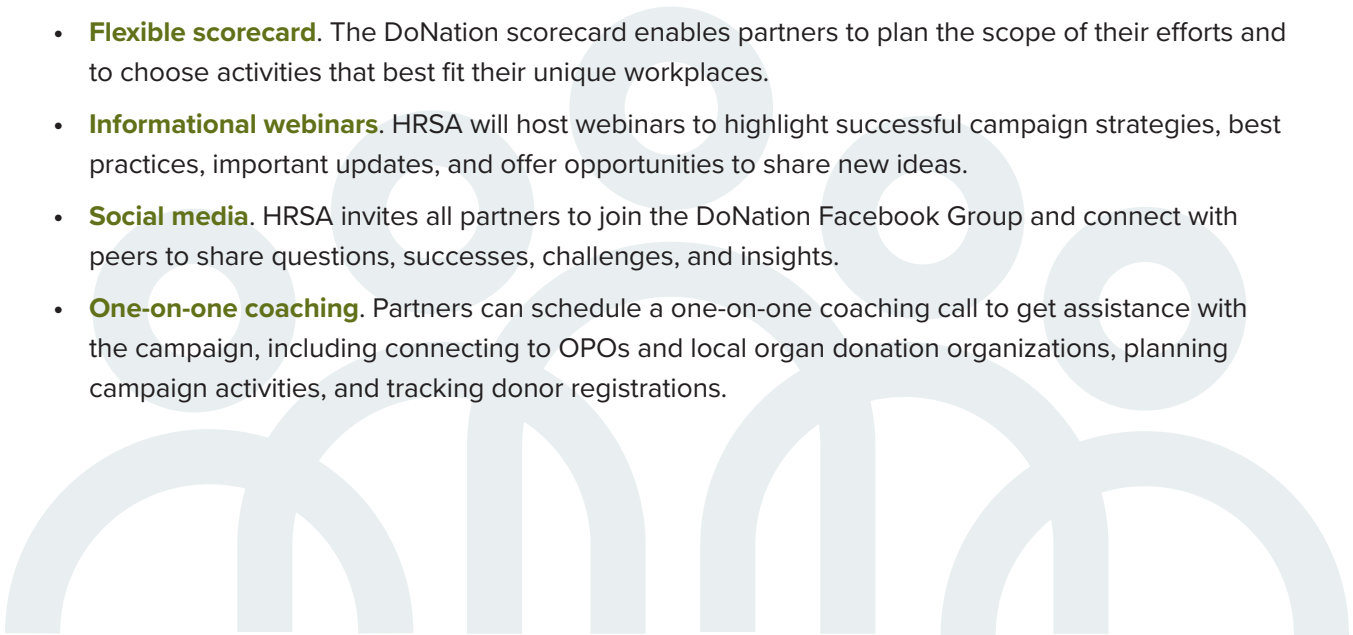 • Flexible scorecard. The DoNation scorecard enables partners to plan the scope of their efforts and
to choose activities that best fit their unique workplaces.
• Informational webinars. HRSA will host webinars to highlight successful campaign strategies, best
practices, important updates, and offer opportunities to share new ideas.
• Social media. HRSA invites all partners to join the DoNation Facebook Group and connect with
peers to share questions, successes, challenges, and insights.
• One-on-one coaching. Partners can schedule a one-on-one coaching call to get assistance with
the campaign, including connecting to OPOs and local organ donation organizations, planning
campaign activities, and tracking donor registrations.